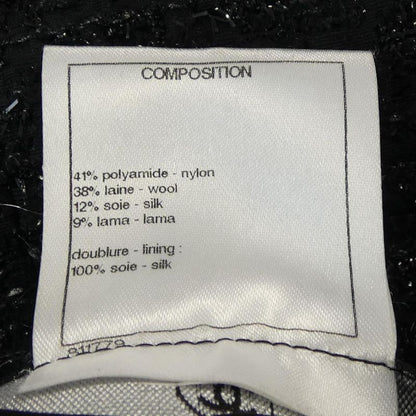 COMPOSITION
41% polyamide - nylon
38% laine - wool
12% soie - silk
9% lama - lama
doublure - lining :
100% soie - silk